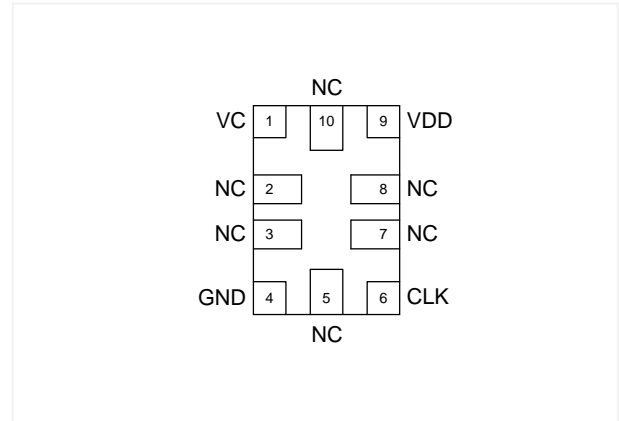 NC
VC 1 10 9 VDD
NC 2 8 NC
NC 3 7 NC
GND 4 5 6 CLK
NC